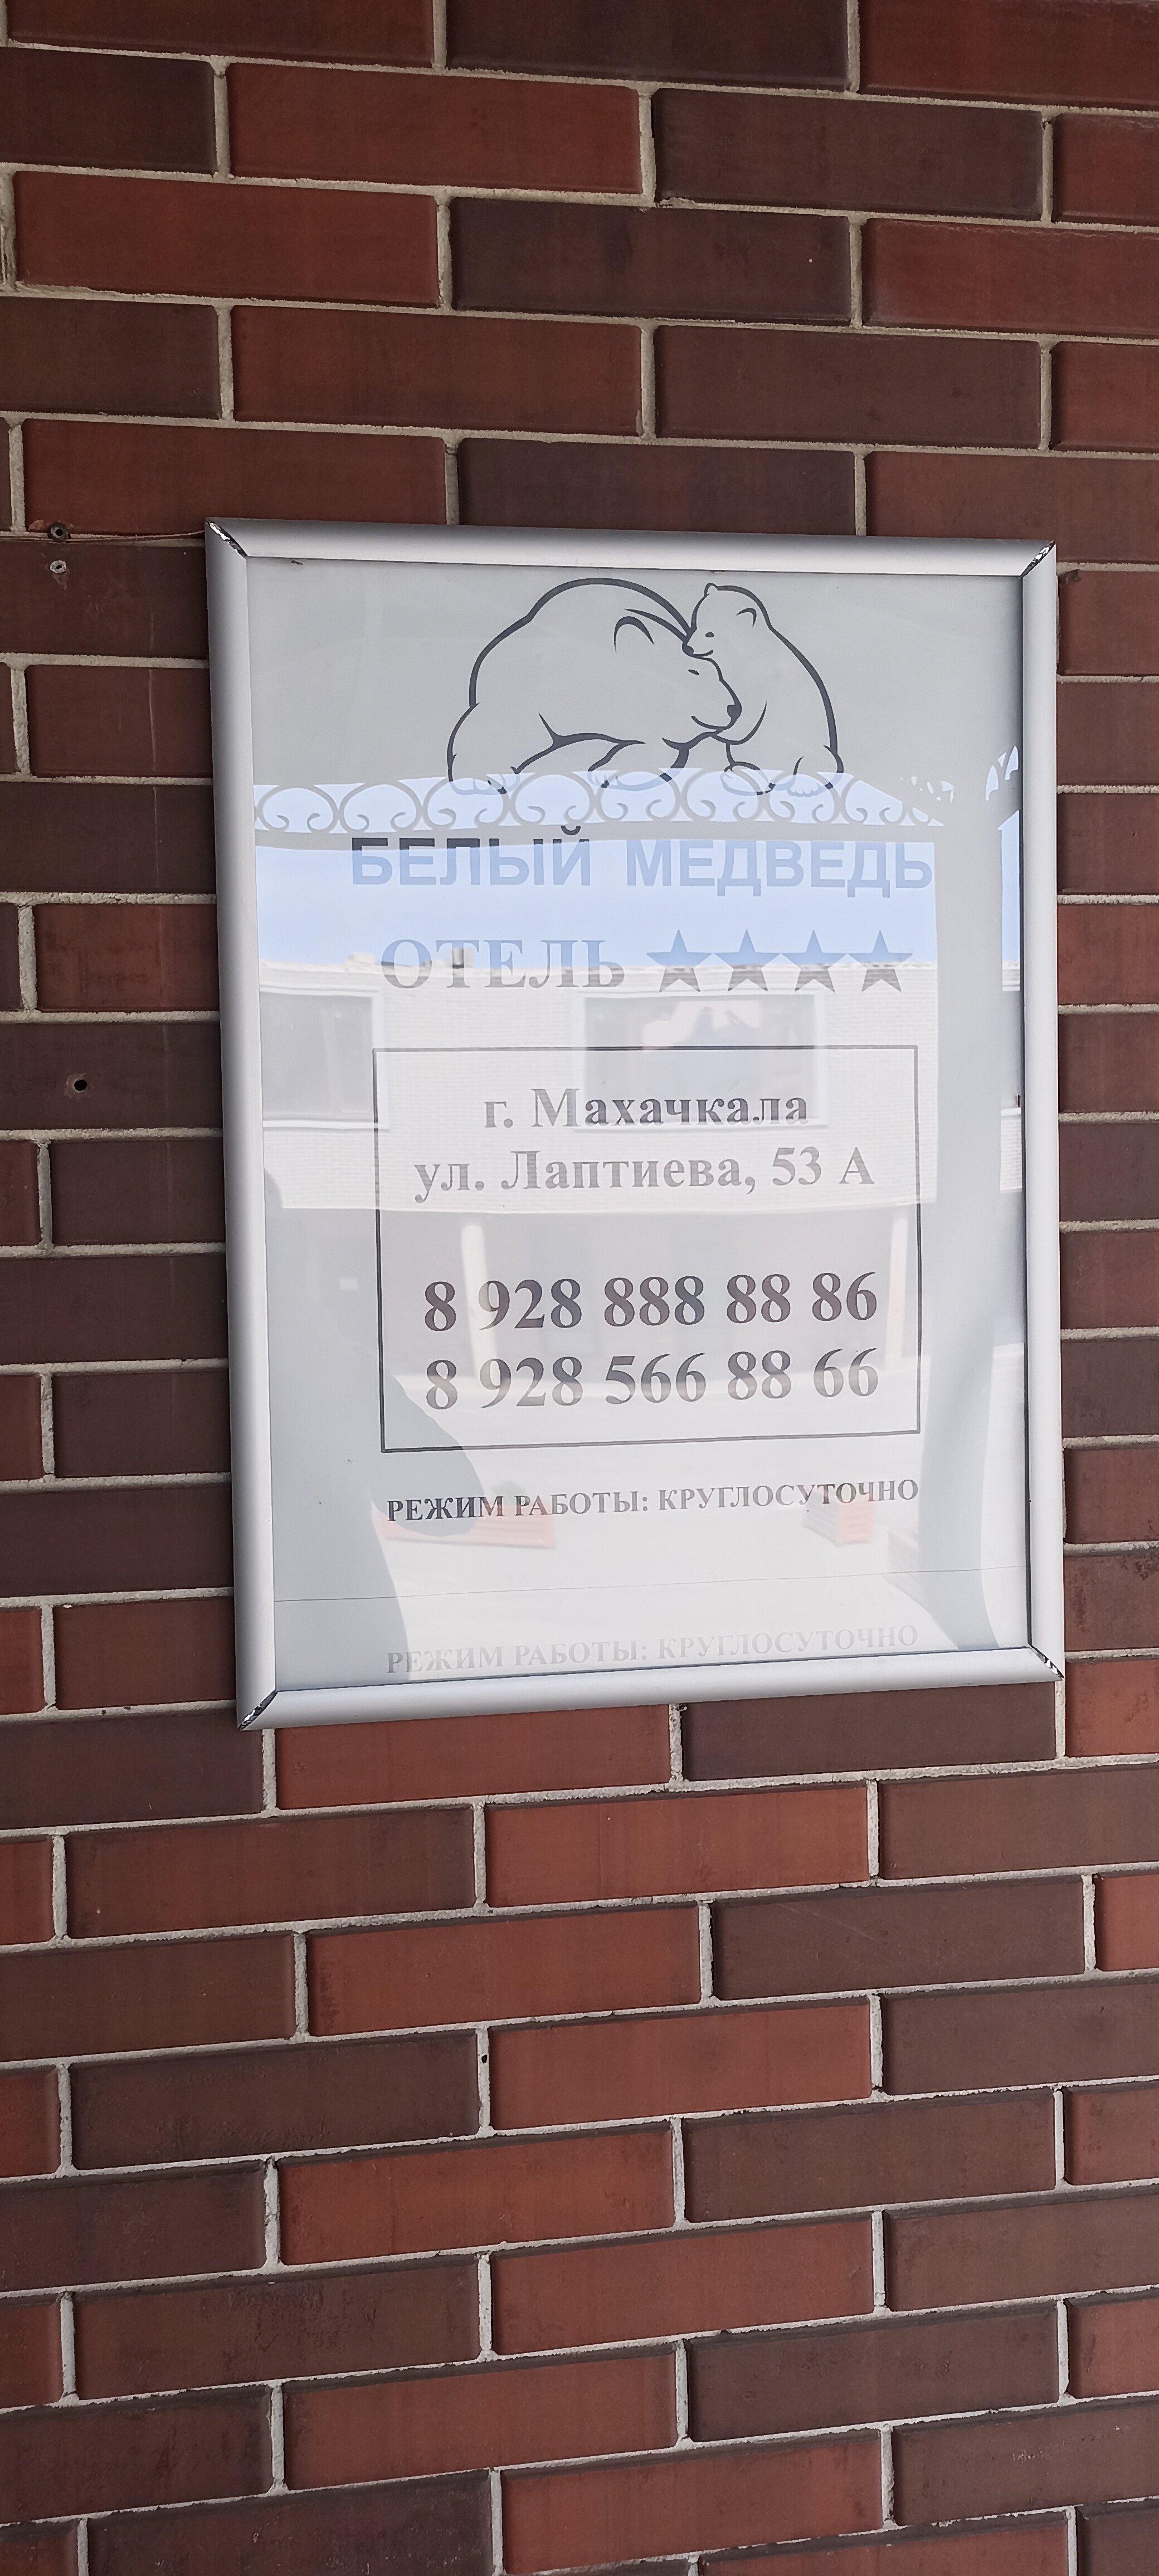 БЕЛЫЙ МЕДВЕДЬ
ОТЕЛЬ ★★★★
г. Махачкала
ул. Лаптиева, 53 А
8 928 888 88 86
8 928 566 88 66
РЕЖИМ РАБОТЫ: КРУГЛОСУТОЧНО
РЕЖИМ РАБОТЫ: КРУГЛОСУТОЧНО